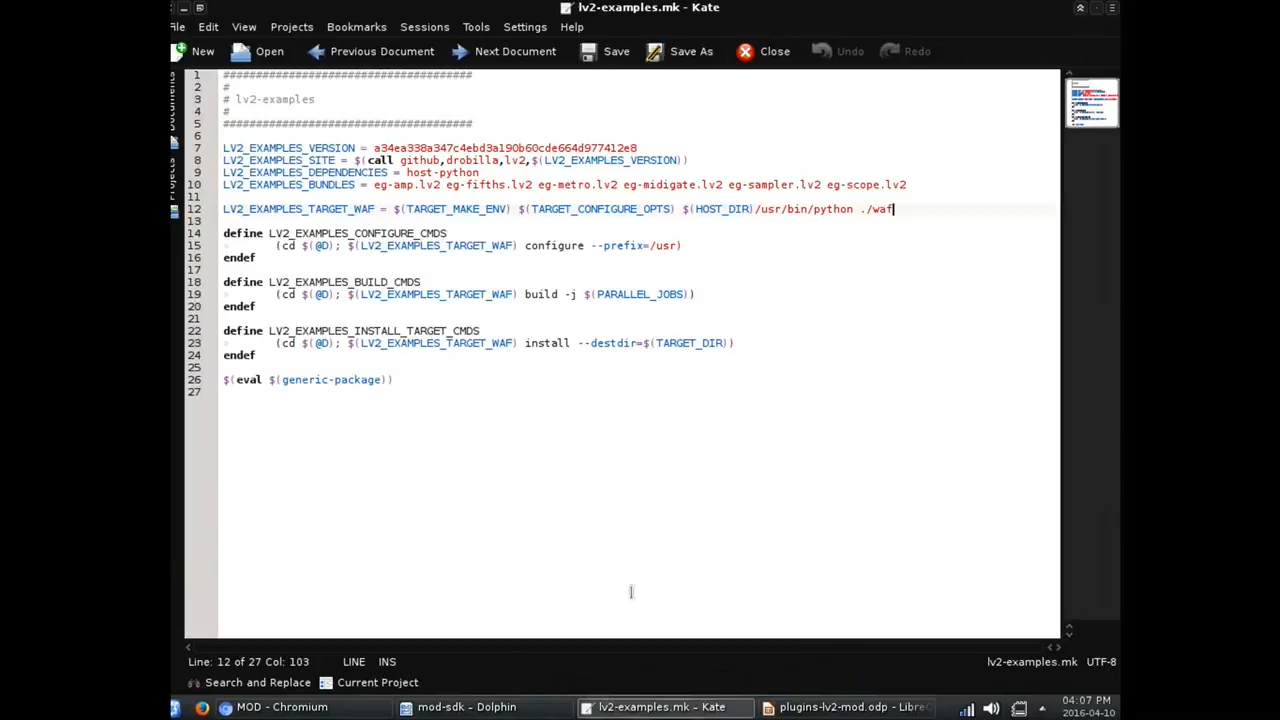 lv2-examples.mk - Kate
File Edit View Projects Bookmarks Sessions Tools Settings Help
New Open Previous Document Next Document Save Save As Close Undo Redo
Documents
Projects
1 ######################################
2 #
3 # lv2-examples
4 #
5 ######################################
6
7 LV2_EXAMPLES_VERSION = a34ea338a347c4ebd3a190b60cde664d977412e8
8 LV2_EXAMPLES_SITE = $(call github,drobilla,lv2,$(LV2_EXAMPLES_VERSION))
9 LV2_EXAMPLES_DEPENDENCIES = host-python
10 LV2_EXAMPLES_BUNDLES = eg-amp.lv2 eg-fifths.lv2 eg-metro.lv2 eg-midigate.lv2 eg-sampler.lv2 eg-scope.lv2
11
12 LV2_EXAMPLES_TARGET_WAF = $(TARGET_MAKE_ENV) $(TARGET_CONFIGURE_OPTS) $(HOST_DIR)/usr/bin/python ./waf
14 define LV2_EXAMPLES_CONFIGURE_CMDS
15 » (cd $(@D); $(LV2_EXAMPLES_TARGET_WAF) configure --prefix=/usr)
16 endef
17
18 define LV2_EXAMPLES_BUILD_CMDS
19 » (cd $(@D); $(LV2_EXAMPLES_TARGET_WAF) build -j $(PARALLEL_JOBS))
20 endef
21
22 define LV2_EXAMPLES_INSTALL_TARGET_CMDS
23 » (cd $(@D); $(LV2_EXAMPLES_TARGET_WAF) install --destdir=$(TARGET_DIR))
24 endef
25
26 $(eval $(generic-package))
27
Line: 12 of 27 Col: 103 LINE INS lv2-examples.mk UTF-8
Search and Replace Current Project
MOD - Chromium mod-sdk - Dolphin lv2-examples.mk - Kate plugins-lv2-mod.odp - LibreO 04:07 PM
2016-04-10